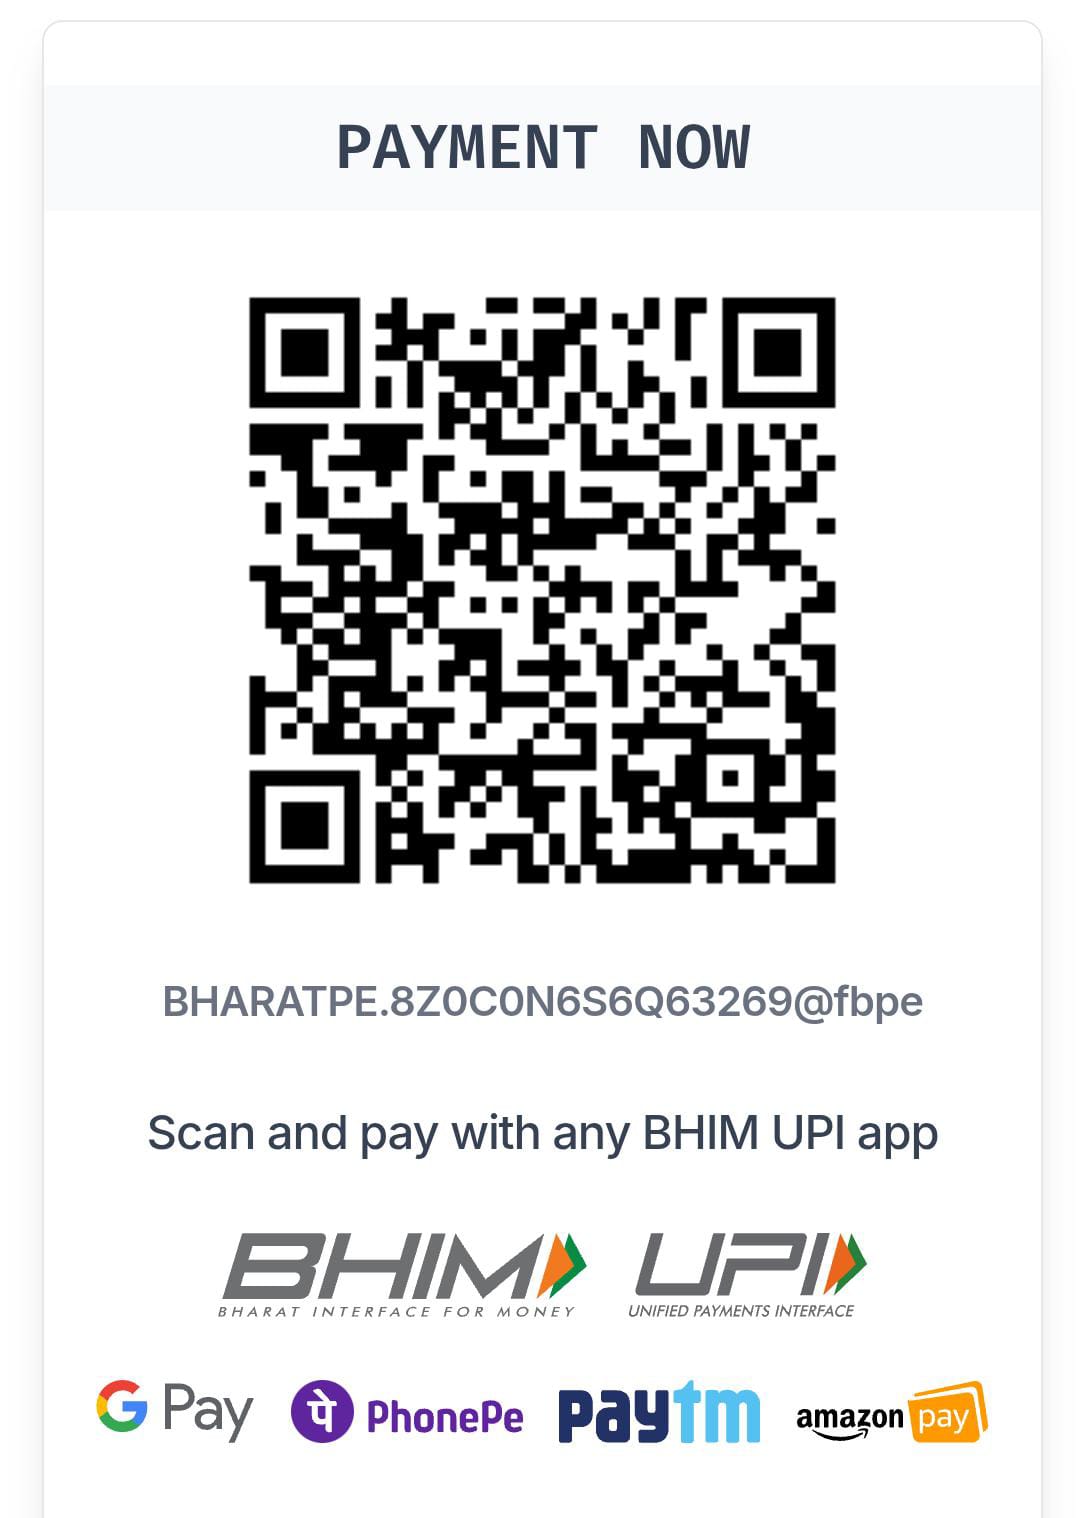 PAYMENT NOW
BHARATPE.8Z0C0N6S6Q63269@fbpe
Scan and pay with any BHIM UPI app
BHIM UPI
BHARAT INTERFACE FOR MONEY UNIFIED PAYMENTS INTERFACE
G Pay पे PhonePe paytm amazon pay